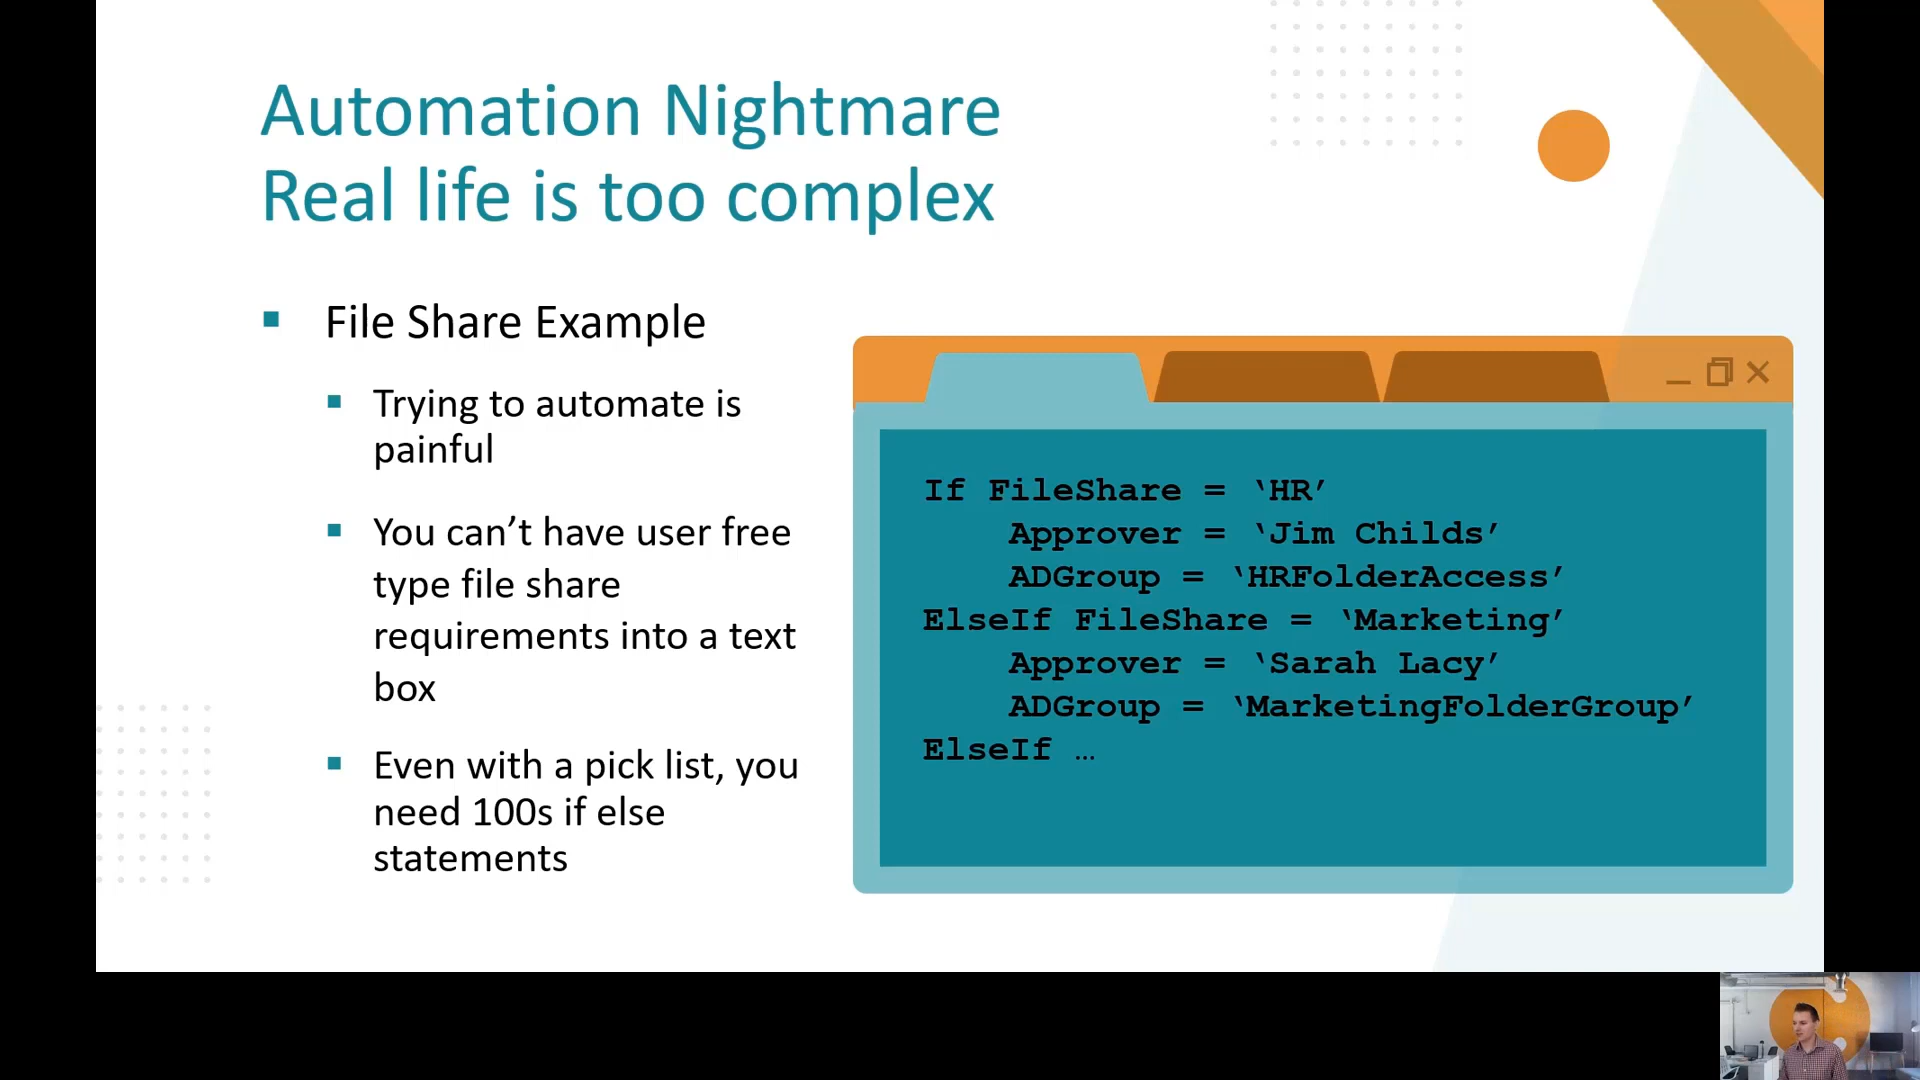 Automation Nightmare
Real life is too complex
File Share Example
Trying to automate is
painful
You can’t have user free
type file share
requirements into a text
box
Even with a pick list, you
need 100s if else
statements
If FileShare = ‘HR’
Approver = ‘Jim Childs’
ADGroup = ‘HRFolderAccess’
ElseIf FileShare = ‘Marketing’
Approver = ‘Sarah Lacy’
ADGroup = ‘MarketingFolderGroup’
ElseIf …